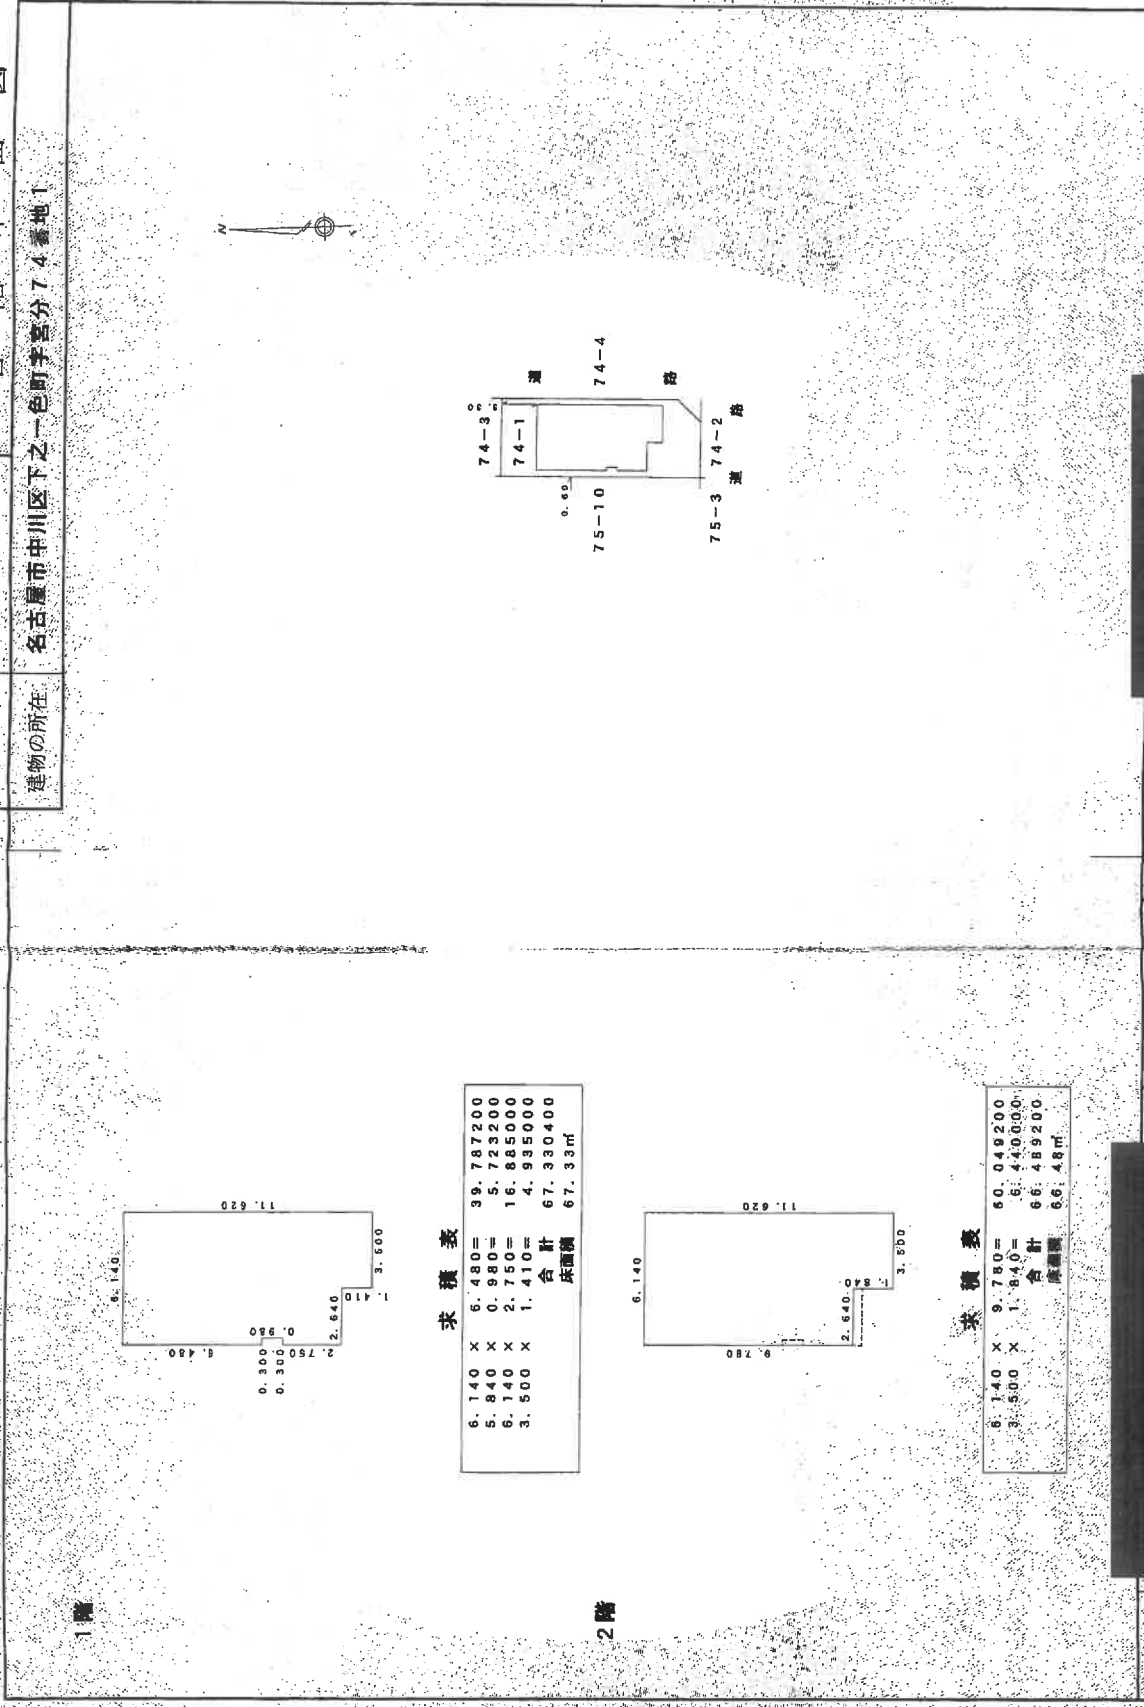 建物の所在
名古屋市中川区下之一色町字宮分74番地1
1階
6.140
11.620
3.500
1.410
2.640
2.750
0.300
0.300
0.980
6.480
求積表
6.140 × 6.480= 39.787200
5.840 × 0.980= 5.723200
6.140 × 2.750= 16.885000
3.500 × 1.410= 4.935000
合計 67.330400
床面積 67.33㎡
2階
6.140
11.620
3.500
1.840
2.640
9.780
求積表
6.140 × 9.780= 60.049200
3.500 × 1.840= 6.440000
合計 66.489200
床面積 66.48㎡
N
74-3
74-1
0.60
75-10
道
74-4
路
75-3
74-2
道
路